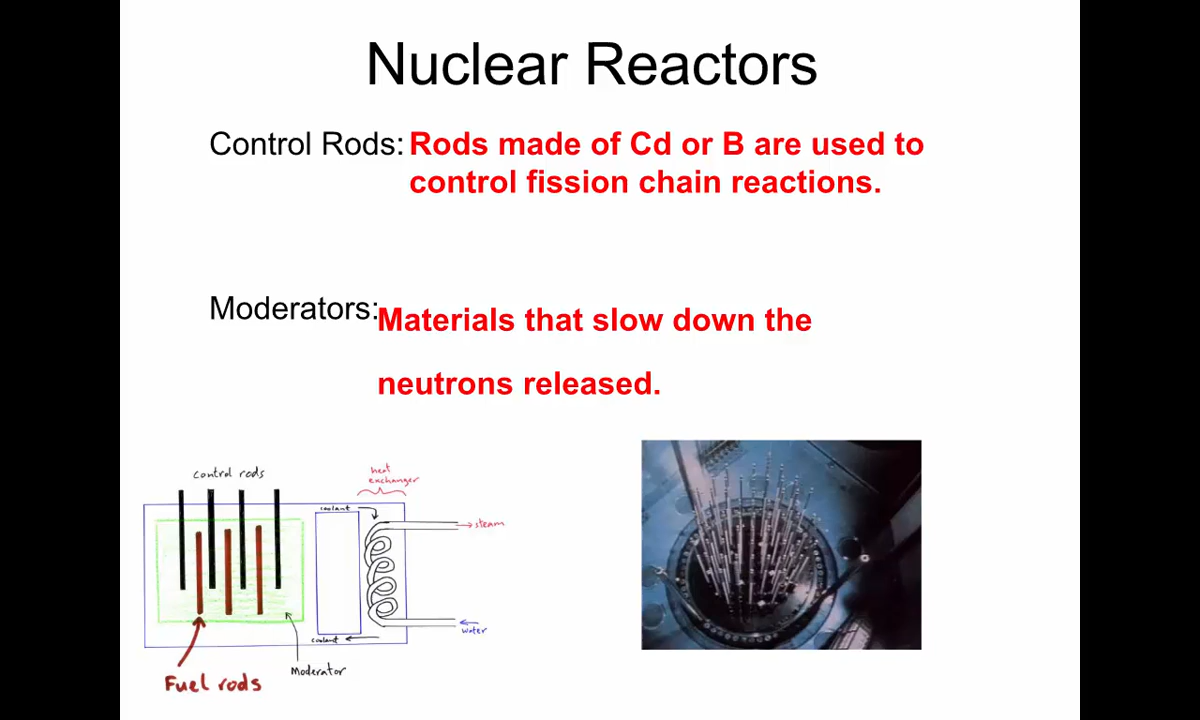 Nuclear Reactors
Control Rods: Rods made of Cd or B are used to
control fission chain reactions.
Moderators: Materials that slow down the
neutrons released.
control rods
heat
exchanger
coolant
steam
coolant
water
Moderator
Fuel rods